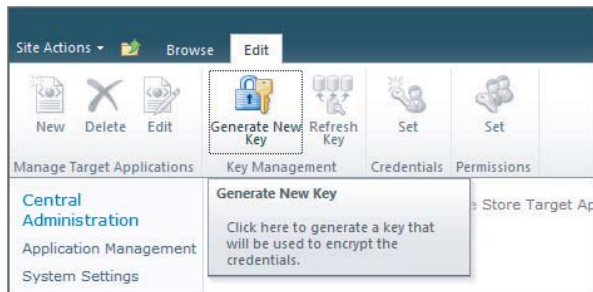 Site Actions Browse Edit
New Delete Edit Generate New Key Refresh Key Set Set
Manage Target Applications Key Management Credentials Permissions
Central
Administration
Application Management
System Settings
Generate New Key
Click here to generate a key that
will be used to encrypt the
credentials.
Store Target Ap